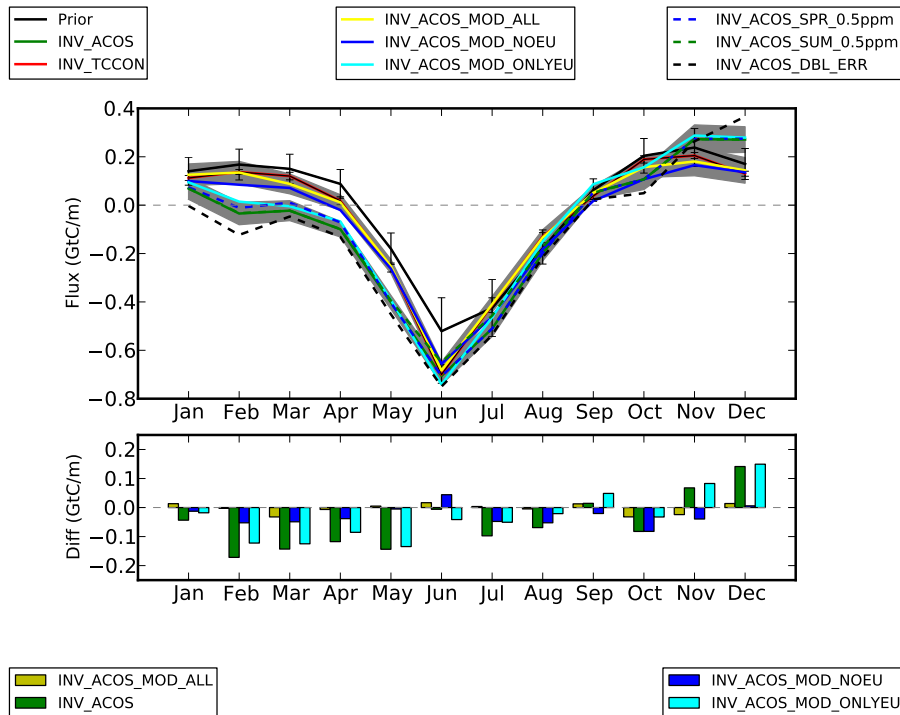 Prior
INV_ACOS
INV_TCCON
INV_ACOS_MOD_ALL
INV_ACOS_MOD_NOEU
INV_ACOS_MOD_ONLYEU
INV_ACOS_SPR_0.5ppm
INV_ACOS_SUM_0.5ppm
INV_ACOS_DBL_ERR
Flux (GtC/m)
0.4
0.2
0.0
−0.2
−0.4
−0.6
−0.8
Jan Feb Mar Apr May Jun Jul Aug Sep Oct Nov Dec
Diff (GtC/m)
0.2
0.1
0.0
−0.1
−0.2
Jan Feb Mar Apr May Jun Jul Aug Sep Oct Nov Dec
INV_ACOS_MOD_ALL
INV_ACOS
INV_ACOS_MOD_NOEU
INV_ACOS_MOD_ONLYEU